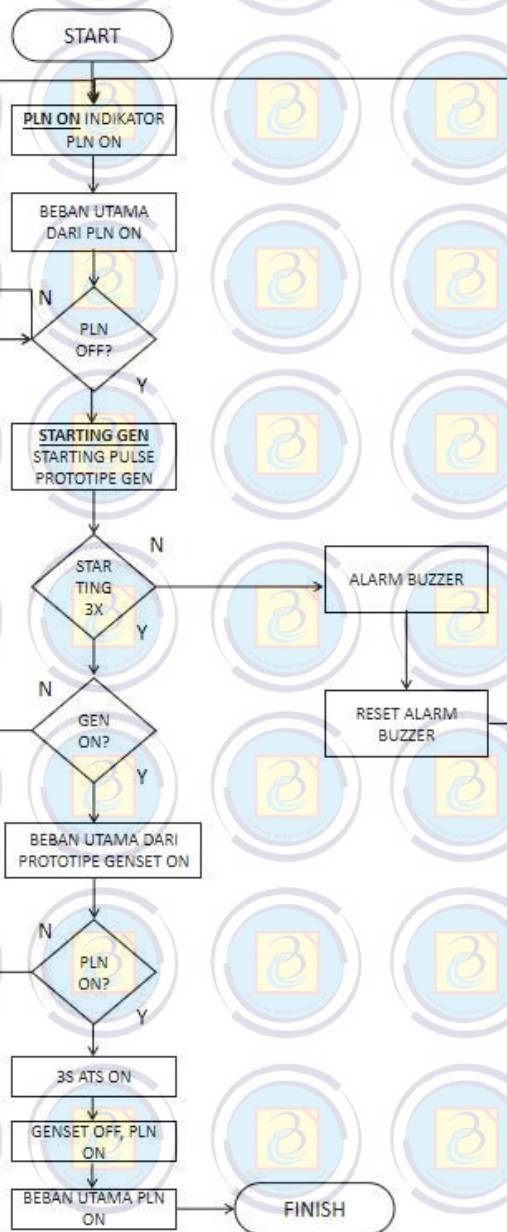 START
PLN ON INDIKATOR
PLN ON
BEBAN UTAMA
DARI PLN ON
N
PLN
OFF?
Y
STARTING GEN
STARTING PULSE
PROTOTIPE GEN
N
STAR
TING
3X
Y
ALARM BUZZER
N
GEN
ON?
Y
RESET ALARM
BUZZER
BEBAN UTAMA DARI
PROTOTIPE GENSET ON
N
PLN
ON?
Y
3S ATS ON
GENSET OFF, PLN
ON
BEBAN UTAMA PLN
ON
FINISH